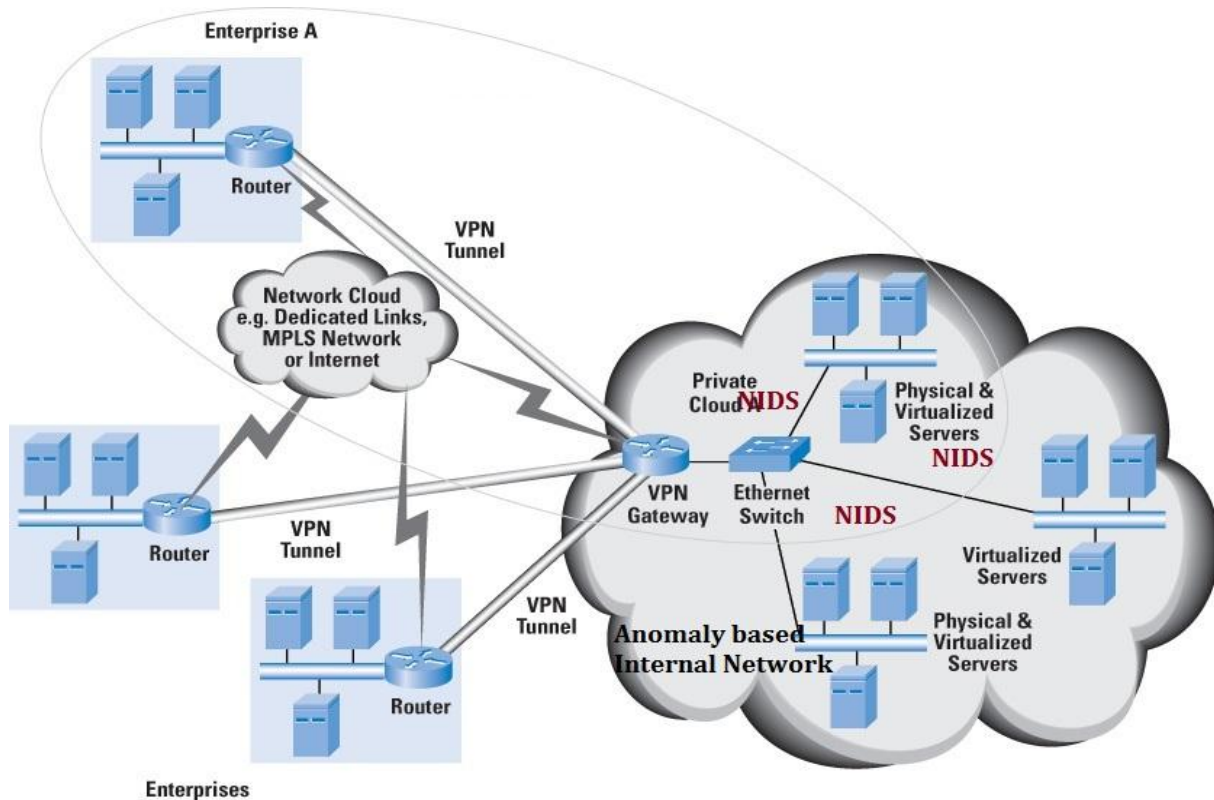 Enterprise A
Router
VPN
Tunnel
Network Cloud
e.g. Dedicated Links,
MPLS Network
or Internet
Private
Cloud A
NIDS
Physical &
Virtualized
Servers
NIDS
VPN
Gateway
Ethernet
Switch
NIDS
Router
VPN
Tunnel
Virtualized
Servers
VPN
Tunnel
Router
Anomaly based
Internal Network
Physical &
Virtualized
Servers
Enterprises